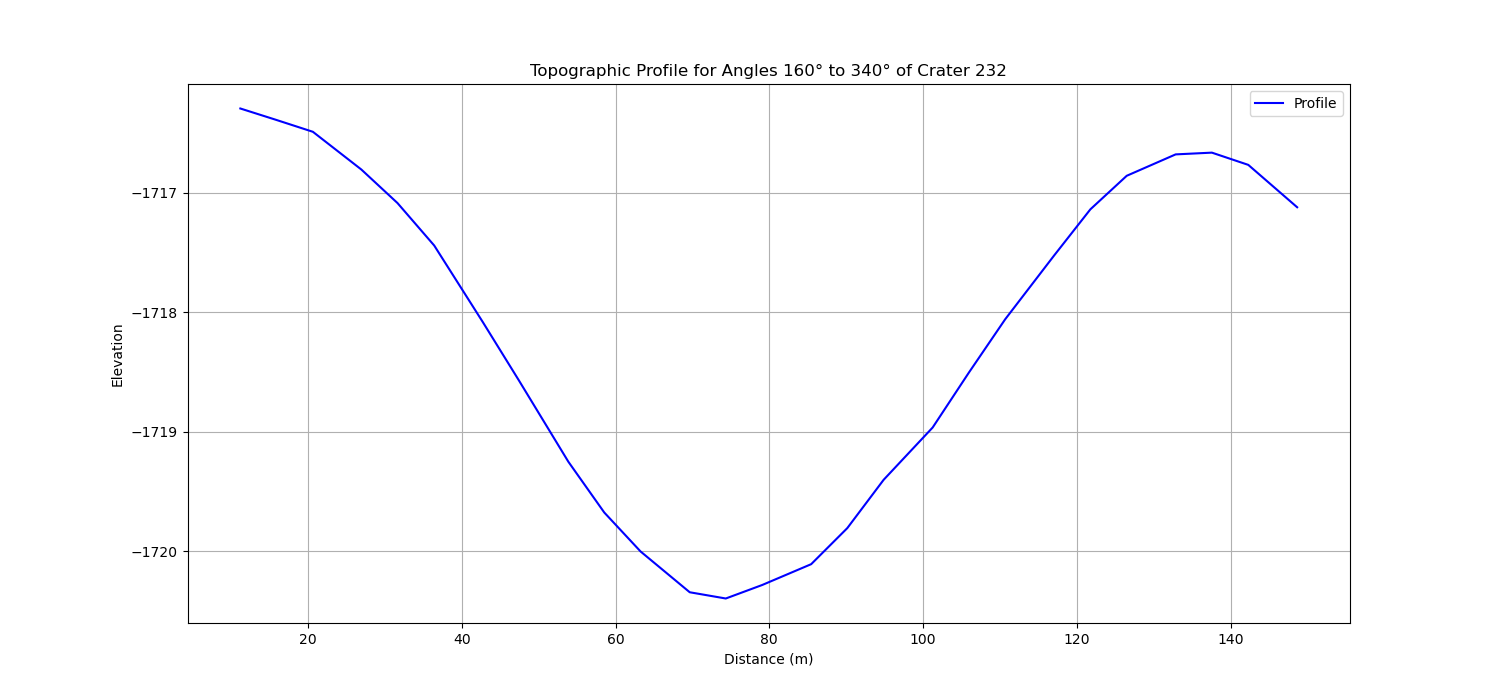 Topographic Profile for Angles 160° to 340° of Crater 232
Profile
−1717
−1718
−1719
−1720
Elevation
20 40 60 80 100 120 140
Distance (m)